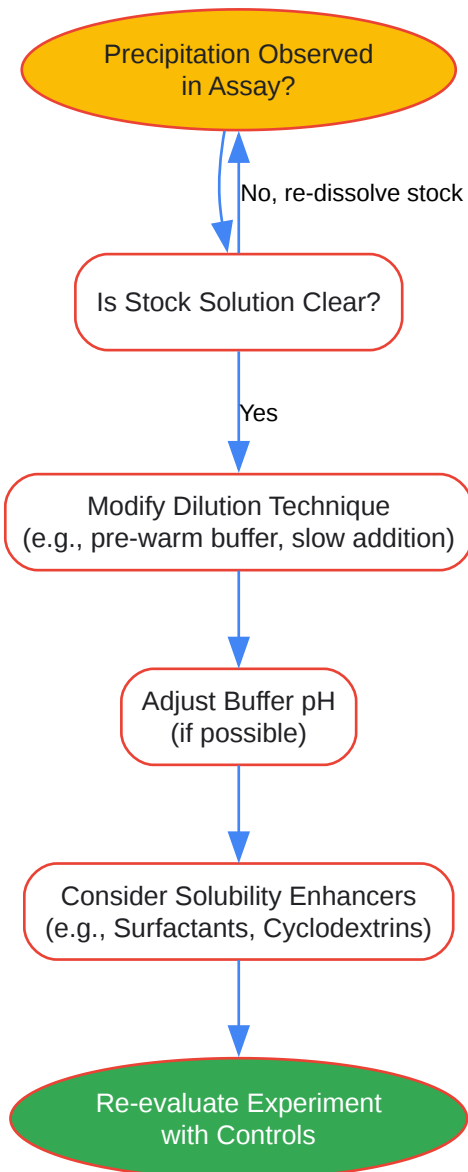 Precipitation Observed
in Assay?
No, re-dissolve stock
Is Stock Solution Clear?
Yes
Modify Dilution Technique
(e.g., pre-warm buffer, slow addition)
Adjust Buffer pH
(if possible)
Consider Solubility Enhancers
(e.g., Surfactants, Cyclodextrins)
Re-evaluate Experiment
with Controls